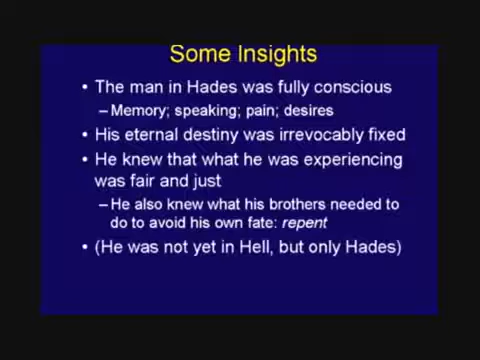 Some Insights
• The man in Hades was fully conscious
– Memory; speaking; pain; desires
• His eternal destiny was irrevocably fixed
• He knew that what he was experiencing
was fair and just
– He also knew what his brothers needed to
do to avoid his own fate: repent
• (He was not yet in Hell, but only Hades)